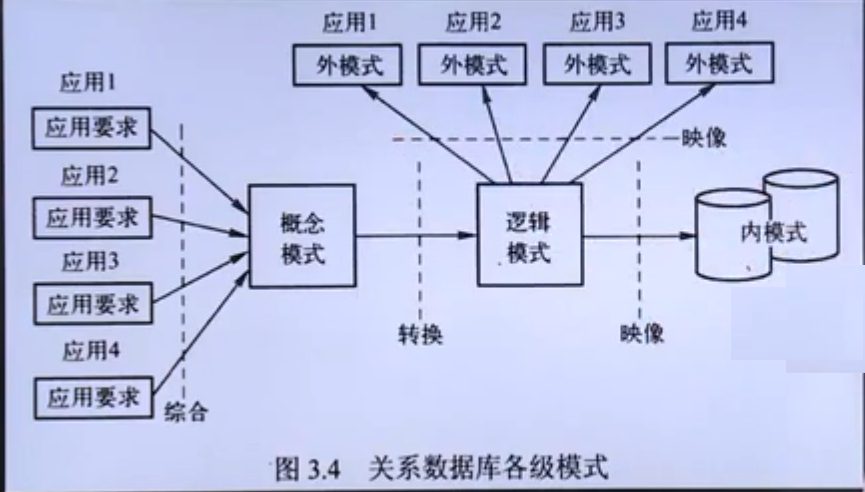 应用1 应用2 应用3 应用4
外模式 外模式 外模式 外模式
应用1
应用要求
映像
应用2
应用要求
概念
模式
逻辑
模式
内模式
应用3
应用要求
转换
映像
应用4
应用要求
综合
图 3.4 关系数据库各级模式